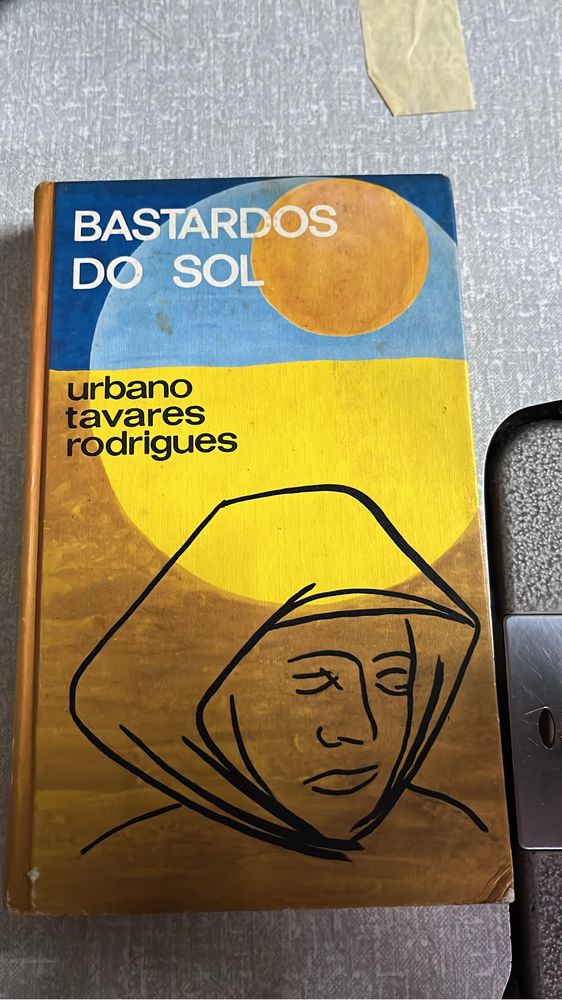 BASTARDOS
DO SOL
urbano
tavares
rodrigues